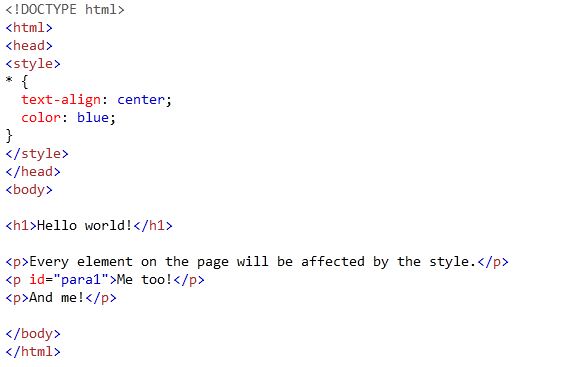 <!DOCTYPE html>
<html>
<head>
<style>
* {
  text-align: center;
  color: blue;
}
</style>
</head>
<body>

<h1>Hello world!</h1>

<p>Every element on the page will be affected by the style.</p>
<p id="para1">Me too!</p>
<p>And me!</p>

</body>
</html>